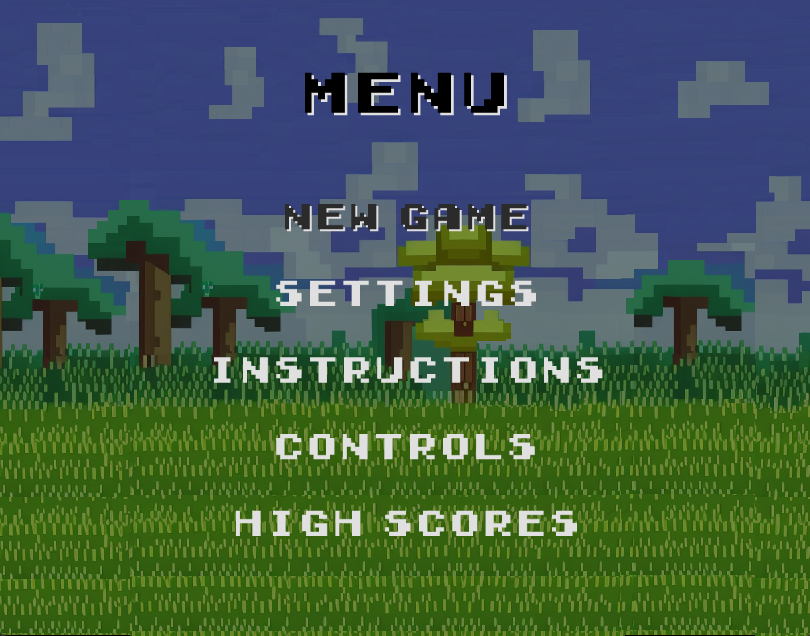 MENU
NEW GAME
SETTINGS
INSTRUCTIONS
CONTROLS
HIGH SCORES